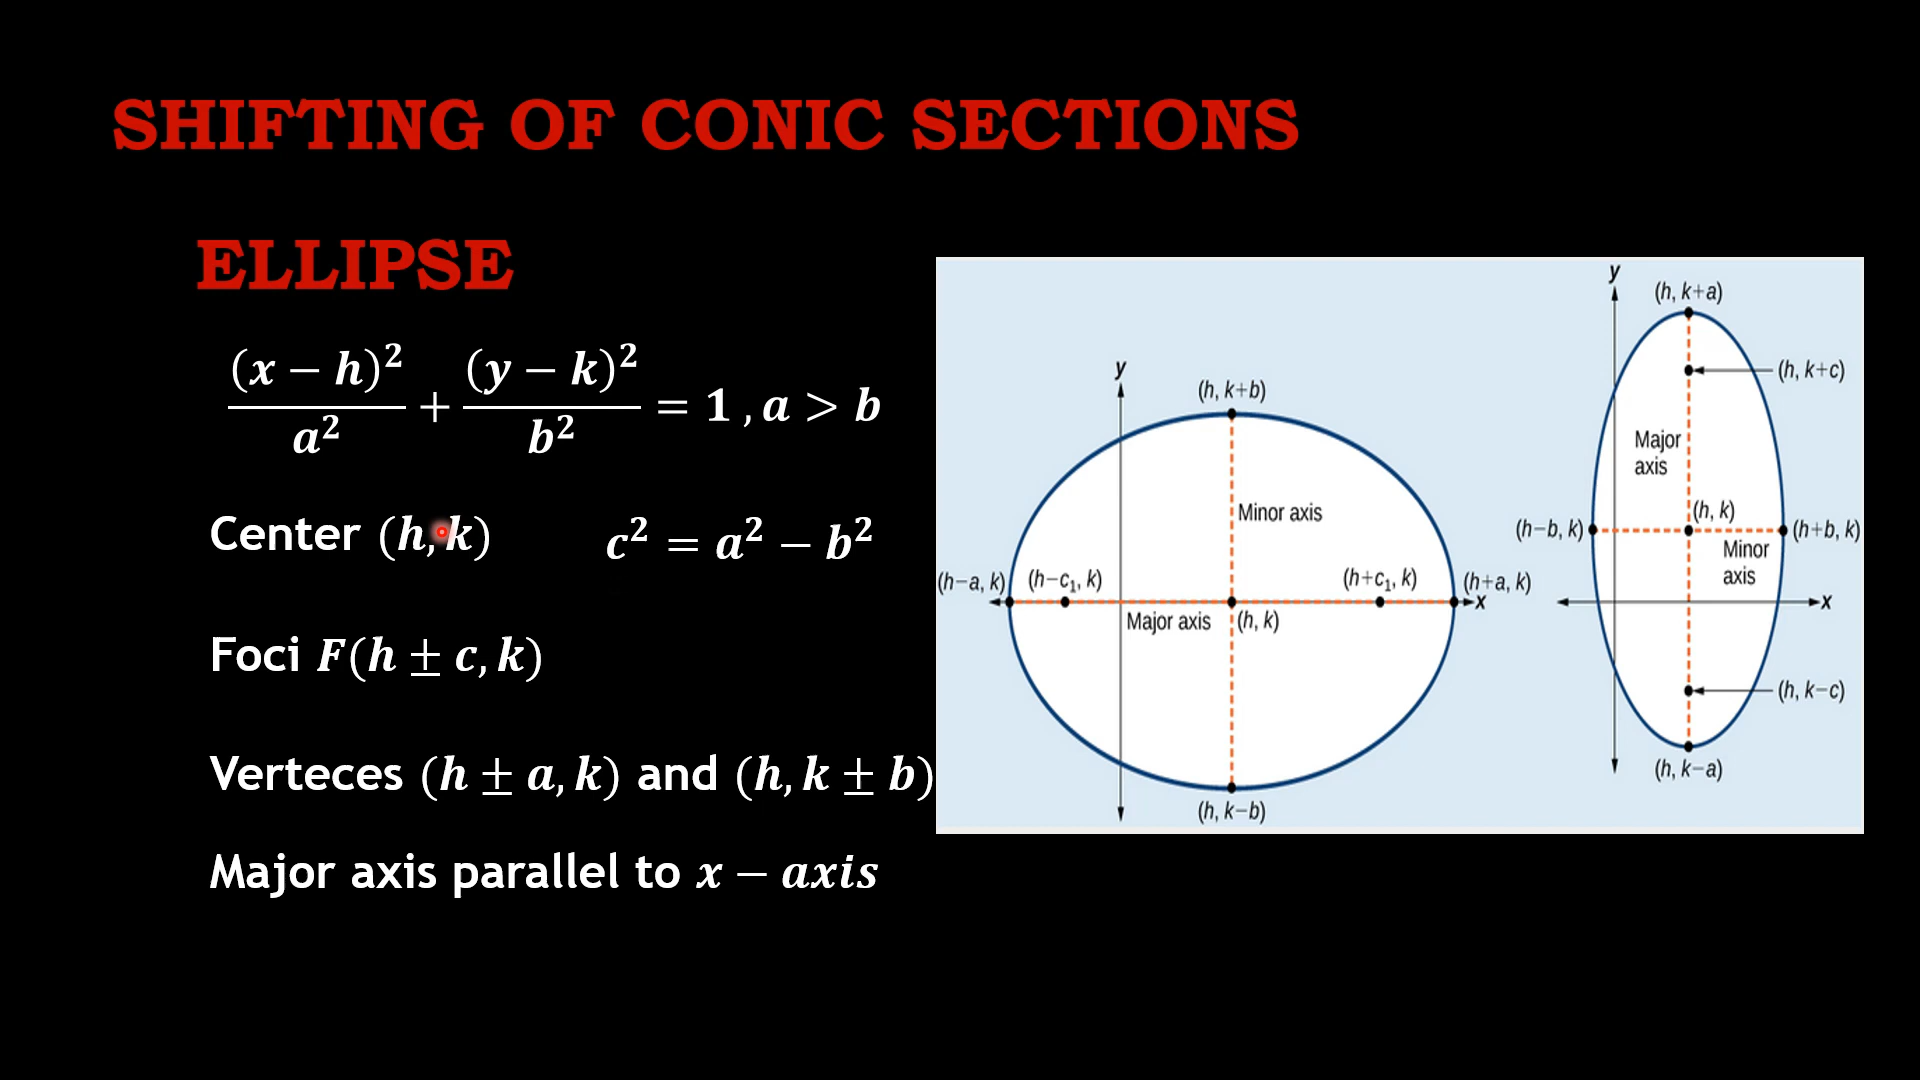 SHIFTING OF CONIC SECTIONS
ELLIPSE
(x − h)²/a² + (y − k)²/b² = 1 , a > b
Center (h, k) c² = a² − b²
Foci F(h ± c, k)
Verteces (h ± a, k) and (h, k ± b)
Major axis parallel to x − axis
y
(h, k+b)
Minor axis
(h−a, k) (h−c₁, k) (h+c₁, k) (h+a, k)
x
Major axis (h, k)
(h, k−b)
y
(h, k+a)
(h, k+c)
Major
axis
(h, k)
(h−b, k) (h+b, k)
Minor
axis
x
(h, k−c)
(h, k−a)